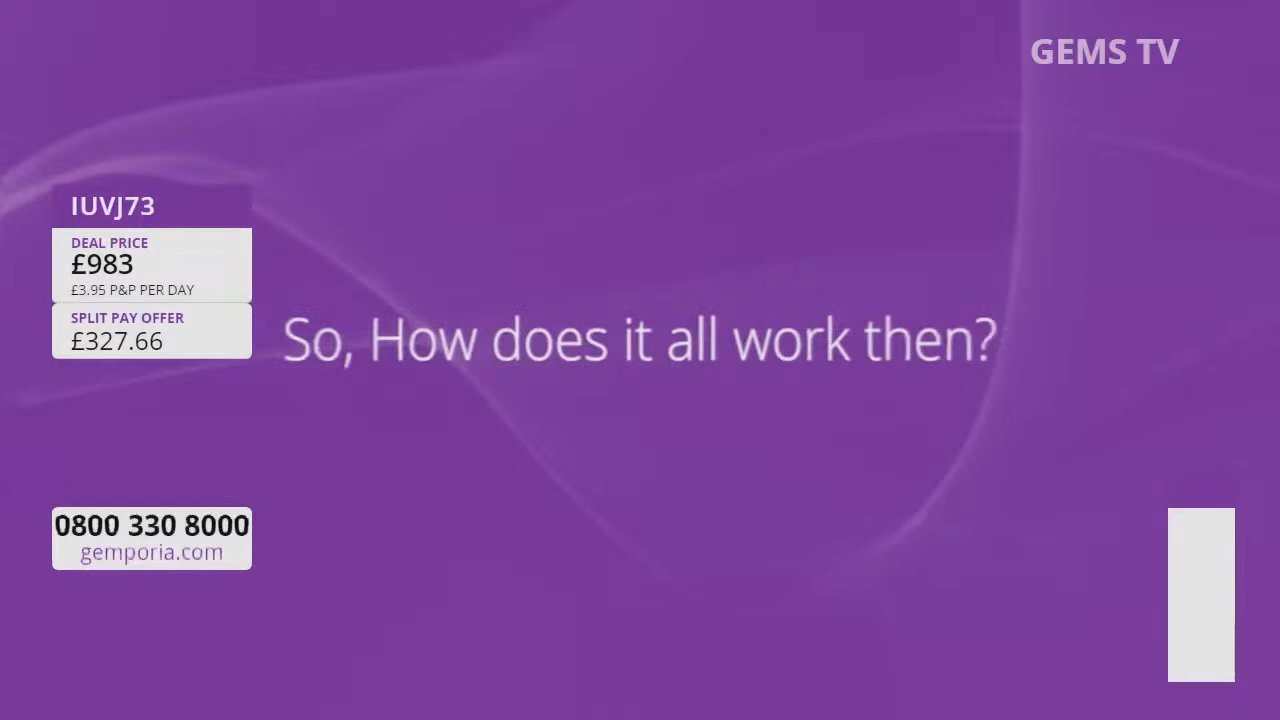 GEMS TV
IUVJ73
DEAL PRICE
£983
£3.95 P&P PER DAY
SPLIT PAY OFFER
£327.66
So, How does it all work then?
0800 330 8000
gemporia.com